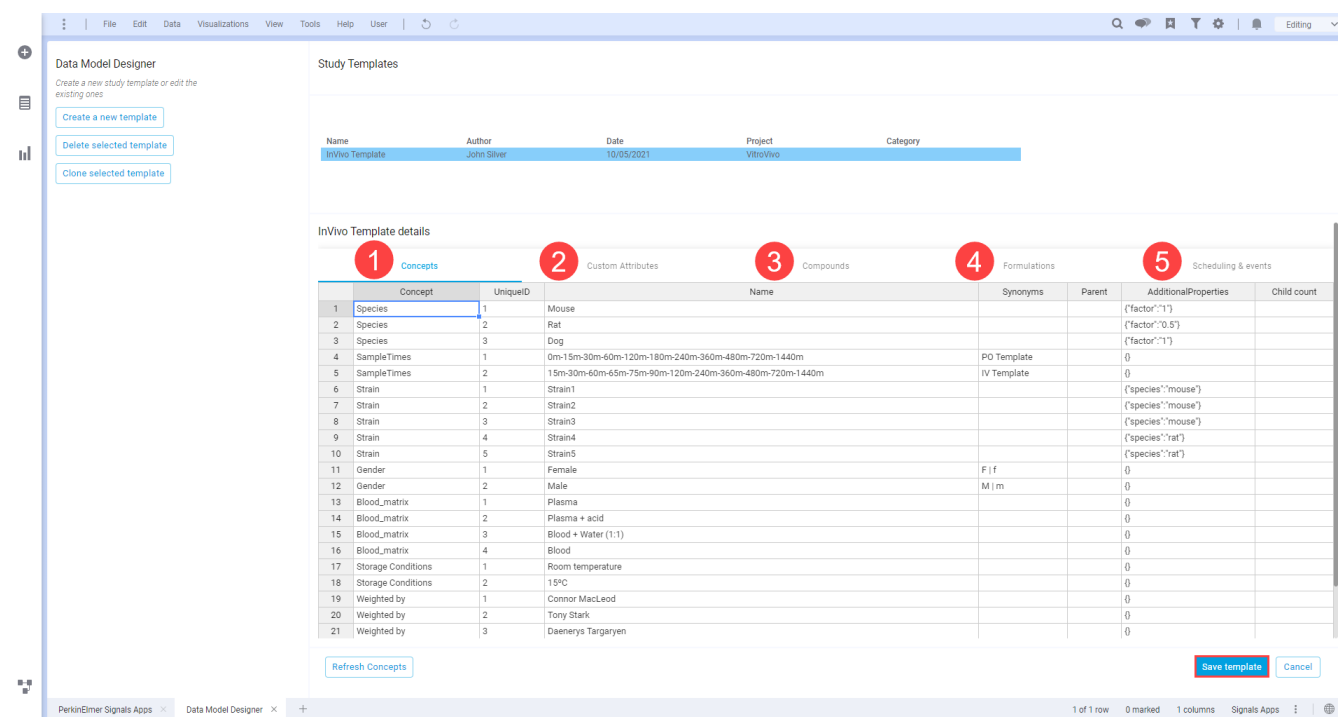 File Edit Data Visualizations View Tools Help User Editing
Data Model Designer
Create a new study template or edit the
existing ones
Create a new template
Delete selected template
Clone selected template
Study Templates
Name Author Date Project Category
InVivo Template John Silver 10/05/2021 VitroVivo
InVivo Template details
1 Concepts 2 Custom Attributes 3 Compounds 4 Formulations 5 Scheduling & events
Concept UniqueID Name Synonyms Parent AdditionalProperties Child count
1 Species 1 Mouse {"factor":"1"}
2 Species 2 Rat {"factor":"0.5"}
3 Species 3 Dog {"factor":"1"}
4 SampleTimes 1 0m-15m-30m-60m-120m-180m-240m-360m-480m-720m-1440m PO Template {}
5 SampleTimes 2 15m-30m-60m-65m-75m-90m-120m-240m-360m-480m-720m-1440m IV Template {}
6 Strain 1 Strain1 {"species":"mouse"}
7 Strain 2 Strain2 {"species":"mouse"}
8 Strain 3 Strain3 {"species":"mouse"}
9 Strain 4 Strain4 {"species":"rat"}
10 Strain 5 Strain5 {"species":"rat"}
11 Gender 1 Female F | f {}
12 Gender 2 Male M | m {}
13 Blood_matrix 1 Plasma {}
14 Blood_matrix 2 Plasma + acid {}
15 Blood_matrix 3 Blood + Water (1:1) {}
16 Blood_matrix 4 Blood {}
17 Storage Conditions 1 Room temperature {}
18 Storage Conditions 2 15ºC {}
19 Weighted by 1 Connor MacLeod {}
20 Weighted by 2 Tony Stark {}
21 Weighted by 3 Daenerys Targaryen {}
Refresh Concepts Save template Cancel
PerkinElmer Signals Apps × Data Model Designer × + 1 of 1 row 0 marked 1 columns Signals Apps